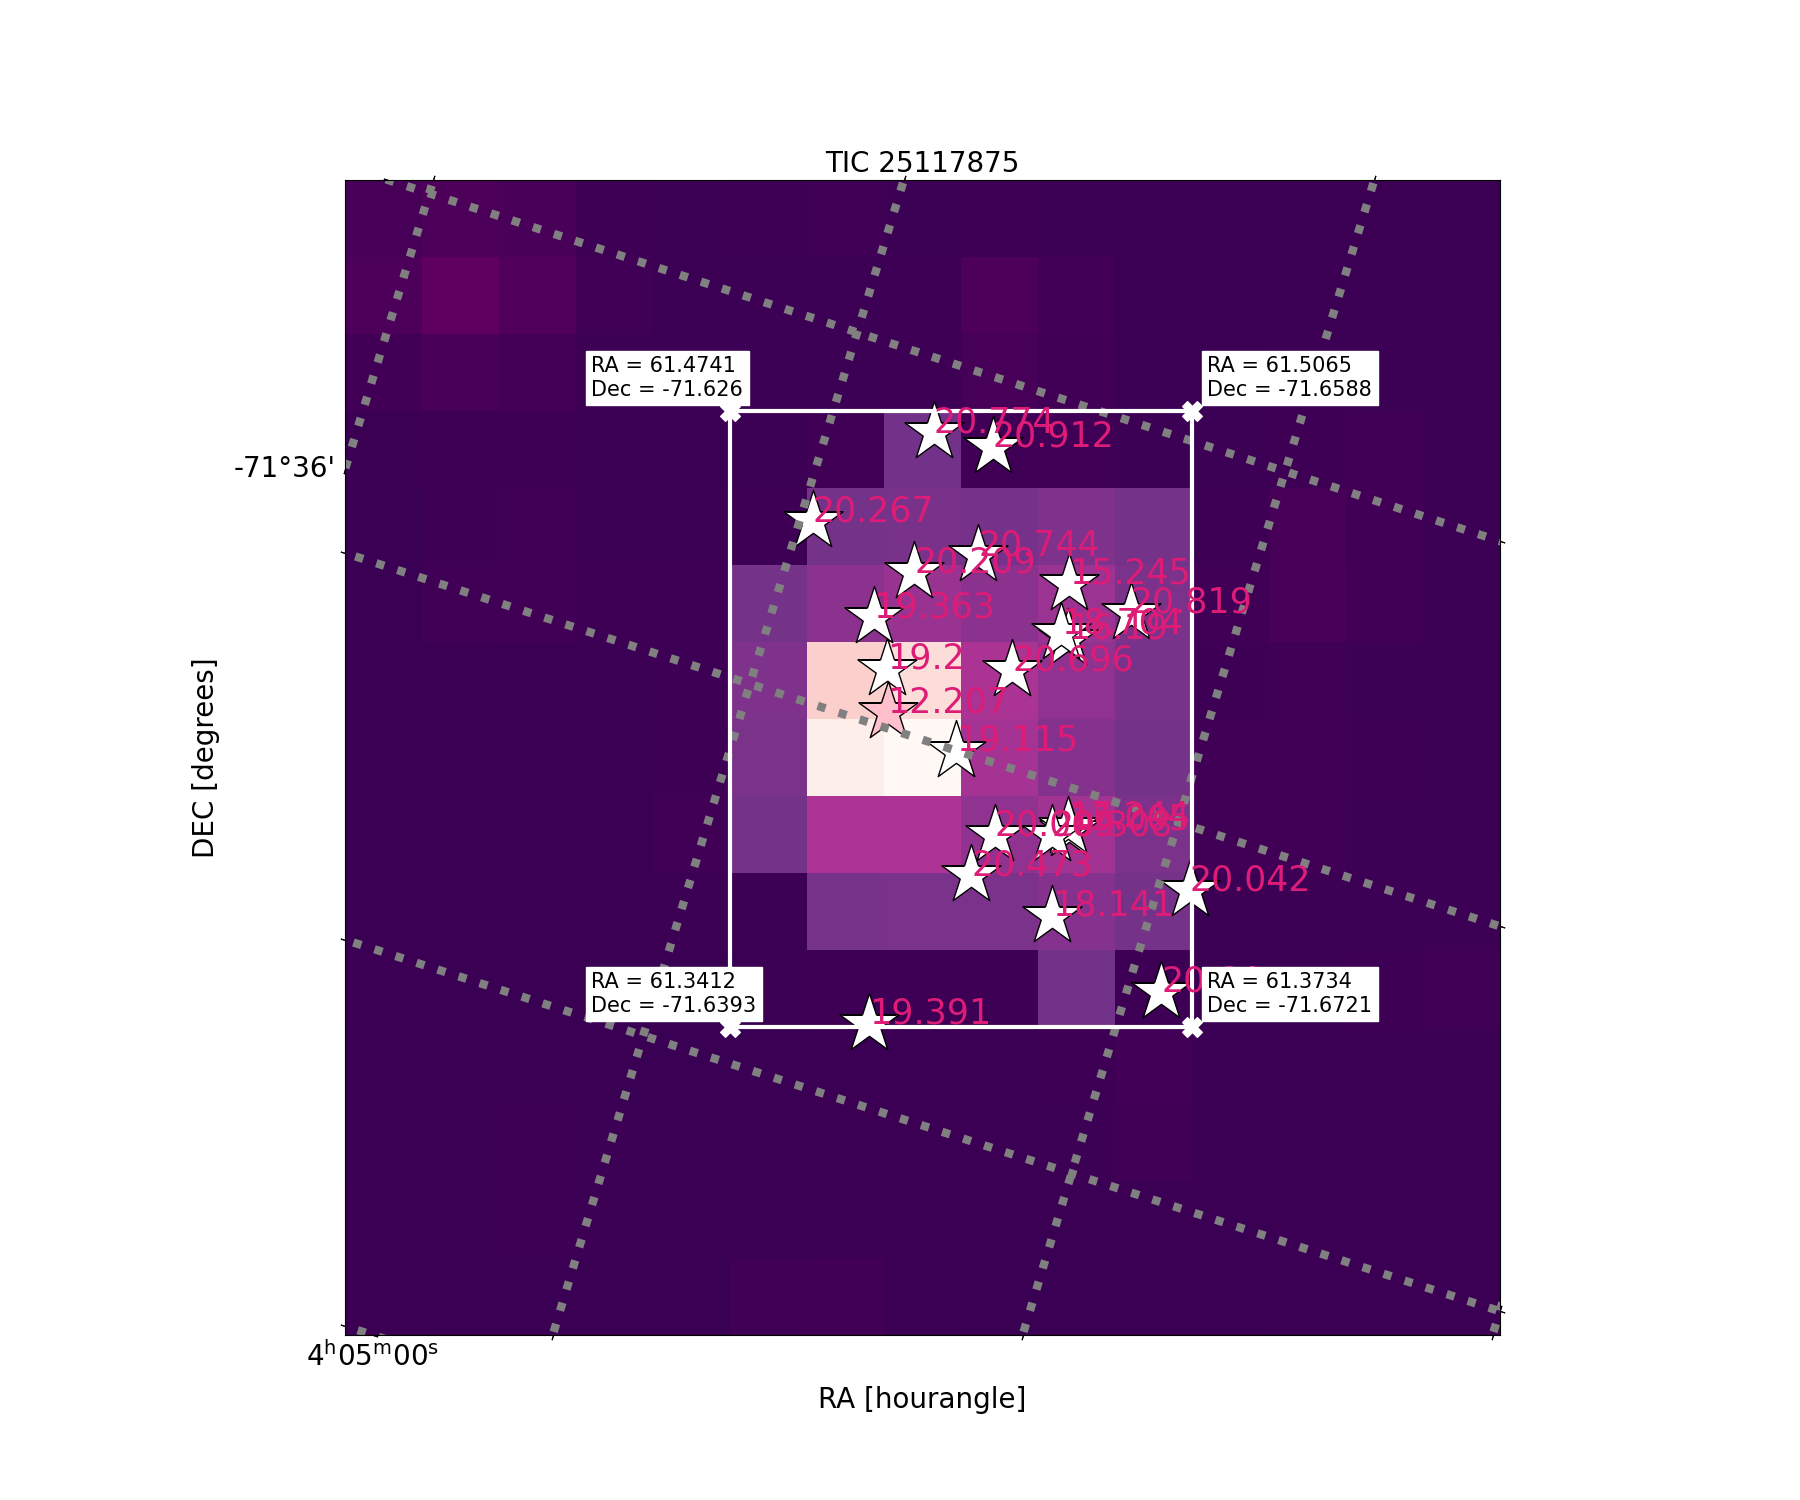 TIC 25117875
RA = 61.4741
Dec = -71.626
RA = 61.5065
Dec = -71.6588
20.774
20.912
-71°36'
20.267
20.744
20.209
15.245
20.819
19.363
19.2
20.696
12.207
19.115
20.473
20.042
18.141
RA = 61.3412
Dec = -71.6393
RA = 61.3734
Dec = -71.6721
19.391
DEC [degrees]
4h05m00s
RA [hourangle]